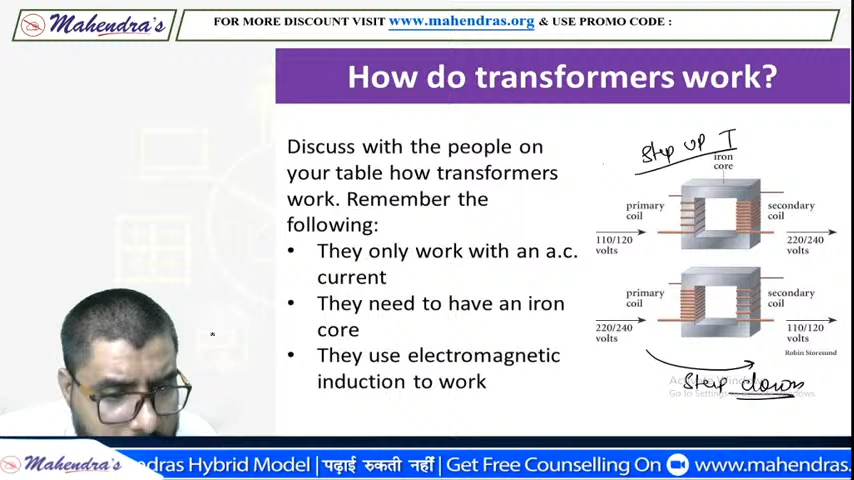 Mahendra's
FOR MORE DISCOUNT VISIT www.mahendras.org & USE PROMO CODE :
How do transformers work?
Discuss with the people on
your table how transformers
work. Remember the
following:
• They only work with an a.c.
current
• They need to have an iron
core
• They use electromagnetic
induction to work
Step up T
iron
core
primary
coil
secondary
coil
110/120
volts
220/240
volts
primary
coil
secondary
coil
220/240
volts
110/120
volts
Robin Storesund
Step down
Go to Settings
Mahendra's
ndras Hybrid Model | पढ़ाई रुकती नहीं | Get Free Counselling On www.mahendras